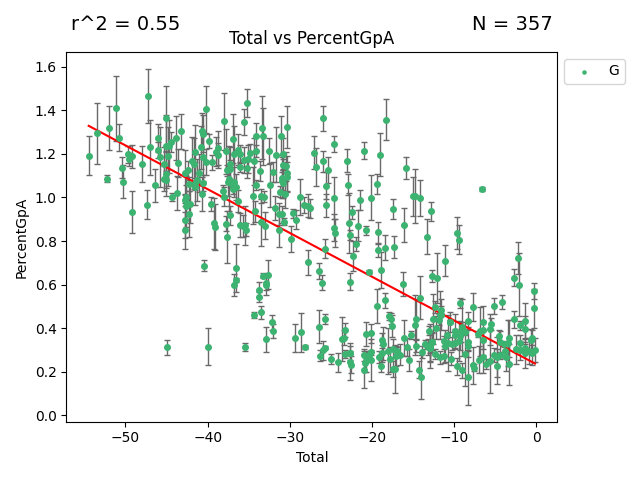 r^2 = 0.55 N = 357
Total vs PercentGpA
G
1.6
1.4
1.2
1.0
0.8
0.6
0.4
0.2
0.0
PercentGpA
−50 −40 −30 −20 −10 0
Total